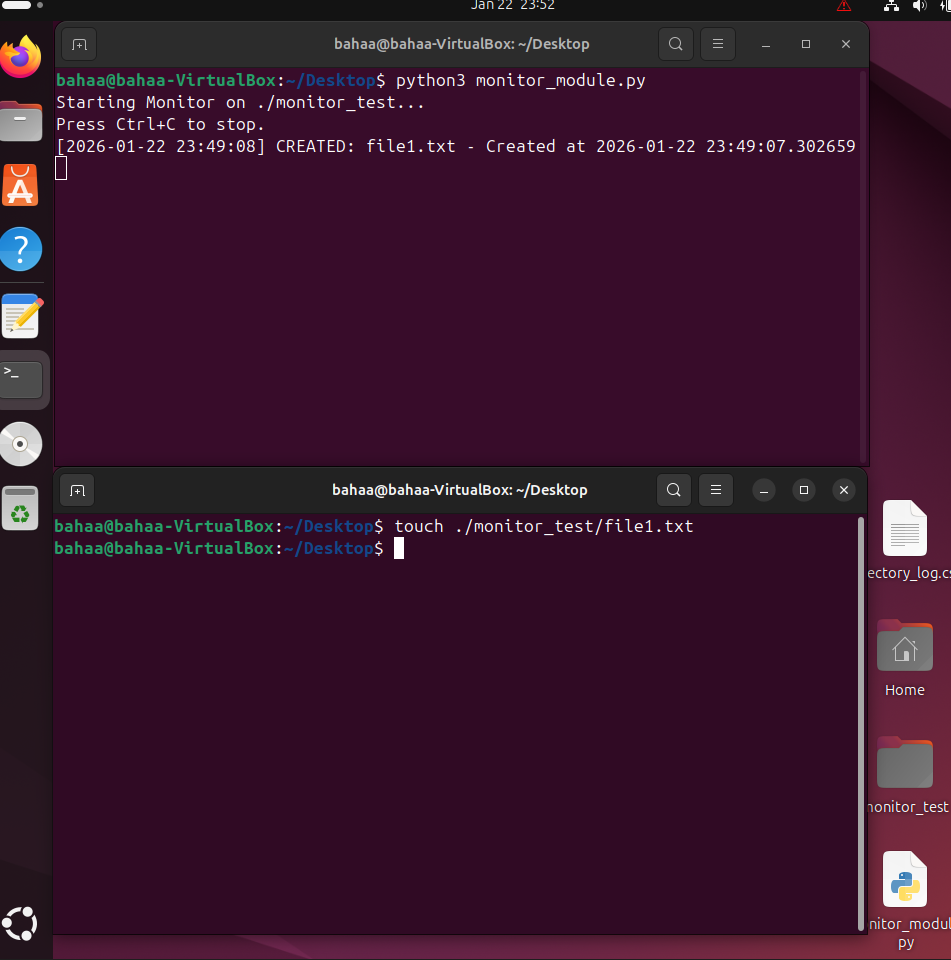 Jan 22 23:52
bahaa@bahaa-VirtualBox: ~/Desktop
bahaa@bahaa-VirtualBox:~/Desktop$ python3 monitor_module.py
Starting Monitor on ./monitor_test...
Press Ctrl+C to stop.
[2026-01-22 23:49:08] CREATED: file1.txt - Created at 2026-01-22 23:49:07.302659
bahaa@bahaa-VirtualBox: ~/Desktop
bahaa@bahaa-VirtualBox:~/Desktop$ touch ./monitor_test/file1.txt
bahaa@bahaa-VirtualBox:~/Desktop$
ectory_log.cs
Home
monitor_test
nitor_modul
py